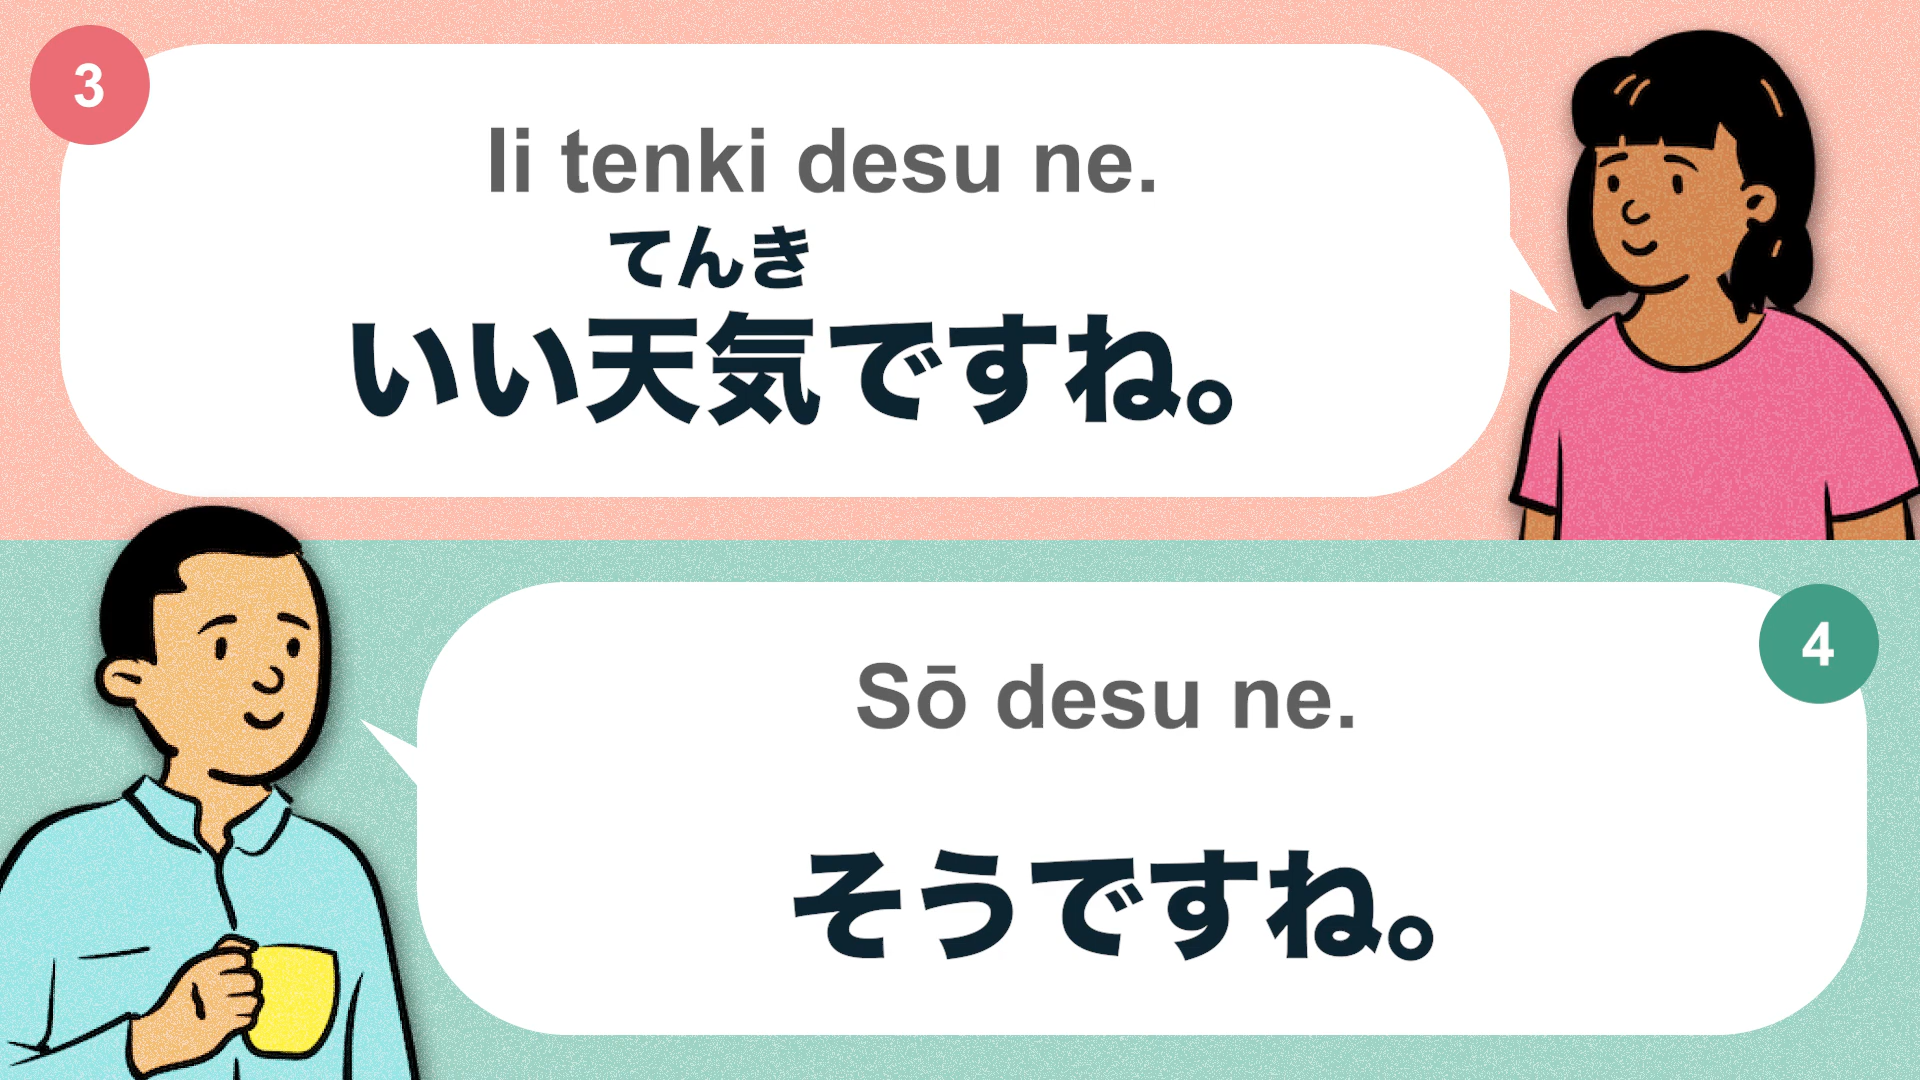 3
Ii tenki desu ne.
てんき
いい天気ですね。
4
Sō desu ne.
そうですね。